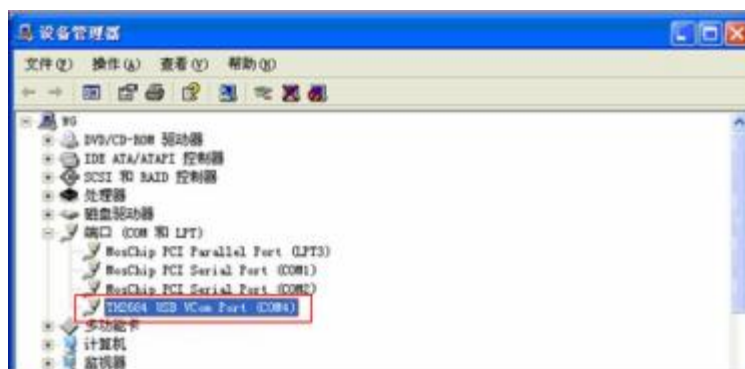 设备管理器
文件(F) 操作(A) 查看(V) 帮助(H)
WG
DVD/CD-ROM 驱动器
IDE ATA/ATAPI 控制器
SCSI 和 RAID 控制器
处理器
磁盘驱动器
端口 (COM 和 LPT)
MosChip PCI Parallel Port (LPT3)
MosChip PCI Serial Port (COM1)
MosChip PCI Serial Port (COM2)
USB VCom Port (COM4)
多功能卡
计算机
监视器